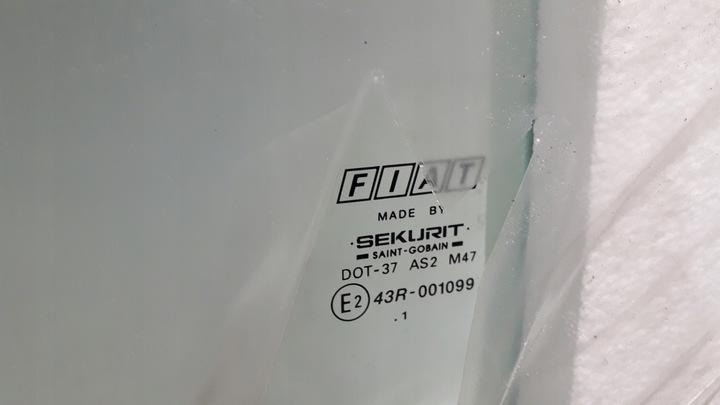 FIAT
MADE BY
·SEKURIT·
SAINT-GOBAIN
DOT-37 AS2 M47
E2 43R-001099
.1